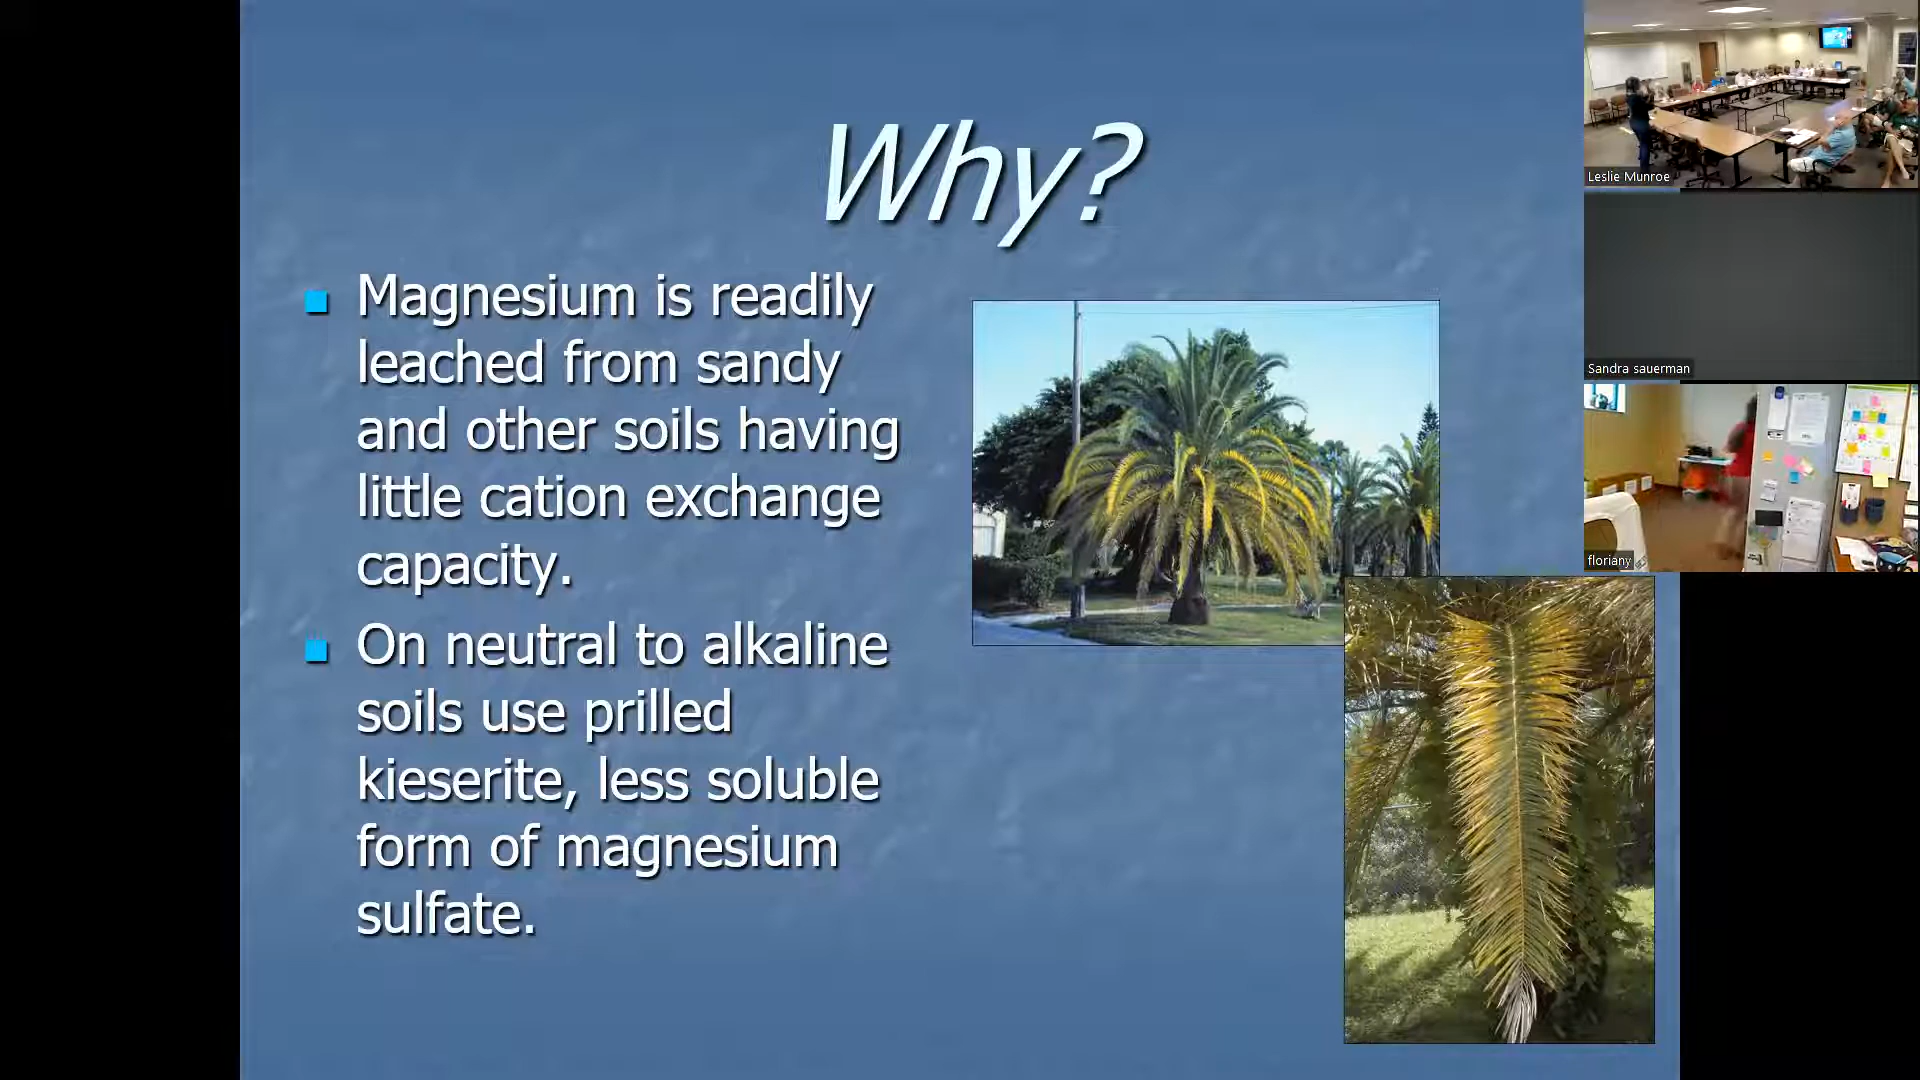 Why?
Magnesium is readily
leached from sandy
and other soils having
little cation exchange
capacity.
On neutral to alkaline
soils use prilled
kieserite, less soluble
form of magnesium
sulfate.
Leslie Munroe
Sandra sauerman
floriany